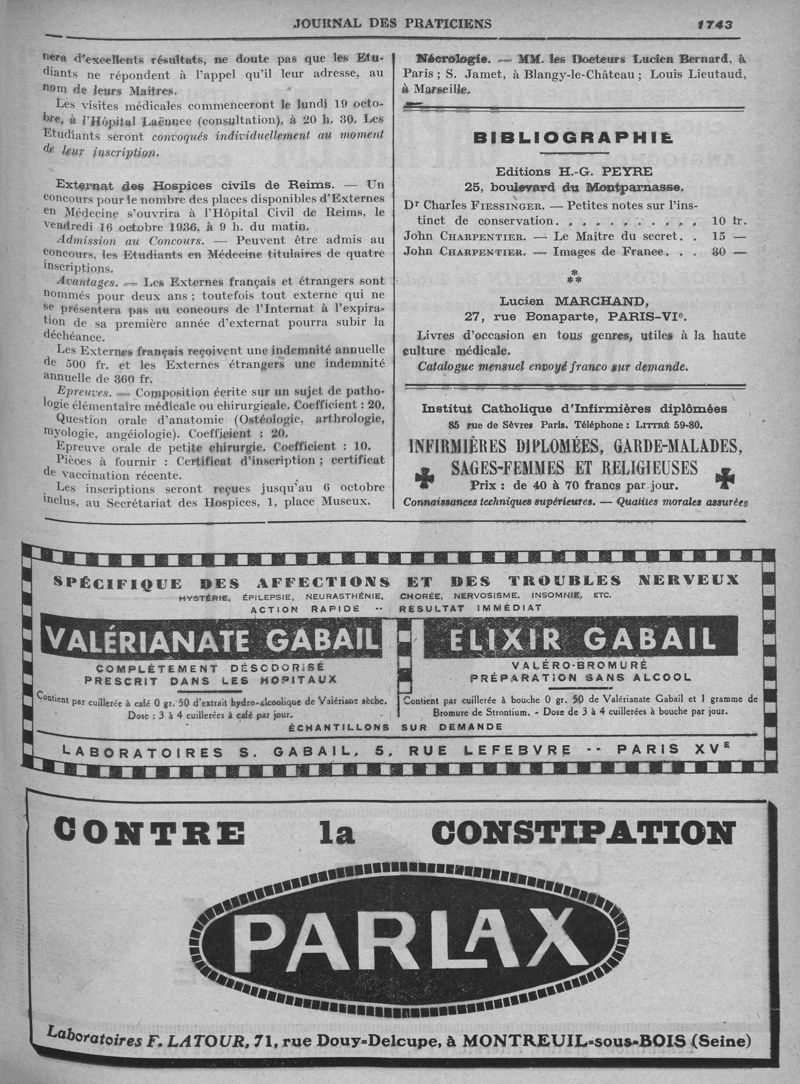 JOURNAL DES PRATICIENS
1743
nera d'excellents résultats, ne doute pas que les Etu-
diants ne répondent à l'appel qu'il leur adresse, au
nom de leurs Maîtres.
Les visites médicales commenceront le lundi 19 octo-
bre, à l'Hôpital Laënnec (consultation), à 20 h. 30. Les
Etudiants seront convoqués individuellement au moment
de leur inscription.
Externat des Hospices civils de Reims. — Un
concours pour le nombre des places disponibles d'Externes
en Médecine s'ouvrira à l'Hôpital Civil de Reims, le
vendredi 16 octobre 1936, à 9 h. du matin.
Admission au Concours. — Peuvent être admis au
concours, les Etudiants en Médecine titulaires de quatre
inscriptions.
Avantages. — Les Externes français et étrangers sont
nommés pour deux ans ; toutefois tout externe qui ne
se présentera pas au concours de l'Internat à l'expira-
tion de sa première année d'externat pourra subir la
déchéance.
Les Externes français reçoivent une indemnité annuelle
de 500 fr. et les Externes étrangers une indemnité
annuelle de 360 fr.
Epreuves. — Composition écrite sur un sujet de patho-
logie élémentaire médicale ou chirurgicale. Coefficient : 20.
Question orale d'anatomie (Ostéologie, arthrologie,
myologie, angéiologie). Coefficient : 20.
Epreuve orale de petite chirurgie. Coefficient : 10.
Pièces à fournir : Certificat d'inscription ; certificat
de vaccination récente.
Les inscriptions seront reçues jusqu'au 6 octobre
inclus, au Secrétariat des Hospices, 1, place Museux.
Nécrologie. — MM. les Docteurs Lucien Bernard, à
Paris ; S. Jamet, à Blangy-le-Château ; Louis Lieutaud,
à Marseille.
BIBLIOGRAPHIE
Editions H.-G. PEYRE
25, boulevard du Montparnasse.
Dr Charles FIESSINGER. — Petites notes sur l'ins-
tinct de conservation. . . . . . . . . . 10 fr.
John CHARPENTIER. — Le Maître du secret. . 15 —
John CHARPENTIER. — Images de France. . . 30 —
*
**
Lucien MARCHAND,
27, rue Bonaparte, PARIS-VIe.
Livres d'occasion en tous genres, utiles à la haute
culture médicale.
Catalogue mensuel envoyé franco sur demande.
Institut Catholique d'Infirmières diplômées
85 rue de Sèvres Paris. Téléphone : LITTRÉ 59-80.
INFIRMIÈRES DIPLOMÉES, GARDE-MALADES,
SAGES-FEMMES ET RELIGIEUSES
Prix : de 40 à 70 francs par jour.
Connaissances techniques supérieures. — Qualités morales assurées
SPÉCIFIQUE DES AFFECTIONS ET DES TROUBLES NERVEUX
HYSTÉRIE, ÉPILEPSIE, NEURASTHÉNIE, CHORÉE, NERVOSISME, INSOMNIE, ETC.
ACTION RAPIDE -- RÉSULTAT IMMÉDIAT
VALÉRIANATE GABAIL
COMPLÈTEMENT DÉSODORISÉ
PRESCRIT DANS LES HOPITAUX
Contient par cuillerée à café 0 gr. 50 d'extrait hydro-alcoolique de Valériane sèche.
Dose : 3 à 4 cuillerées à café par jour.
ELIXIR GABAIL
VALÉRO-BROMURÉ
PRÉPARATION SANS ALCOOL
Contient par cuillerée à bouche 0 gr. 50 de Valérianate Gabail et 1 gramme de
Bromure de Strontium. - Dose de 3 à 4 cuillerées à bouche par jour.
ÉCHANTILLONS SUR DEMANDE
LABORATOIRES S. GABAIL, 5, RUE LEFEBVRE -- PARIS XVE
CONTRE la CONSTIPATION
PARLAX
Laboratoires F. LATOUR, 71, rue Douy-Delcupe, à MONTREUIL-sous-BOIS (Seine)